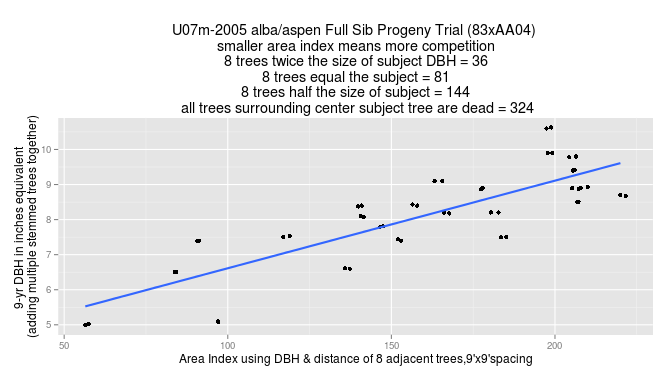 U07m-2005 alba/aspen Full Sib Progeny Trial (83xAA04)
smaller area index means more competition
8 trees twice the size of subject DBH = 36
8 trees equal the subject = 81
8 trees half the size of subject = 144
all trees surrounding center subject tree are dead = 324
9-yr DBH in inches equivalent
(adding multiple stemmed trees together)
10
9
8
7
6
5
50
100
150
200
Area Index using DBH & distance of 8 adjacent trees,9'x9'spacing